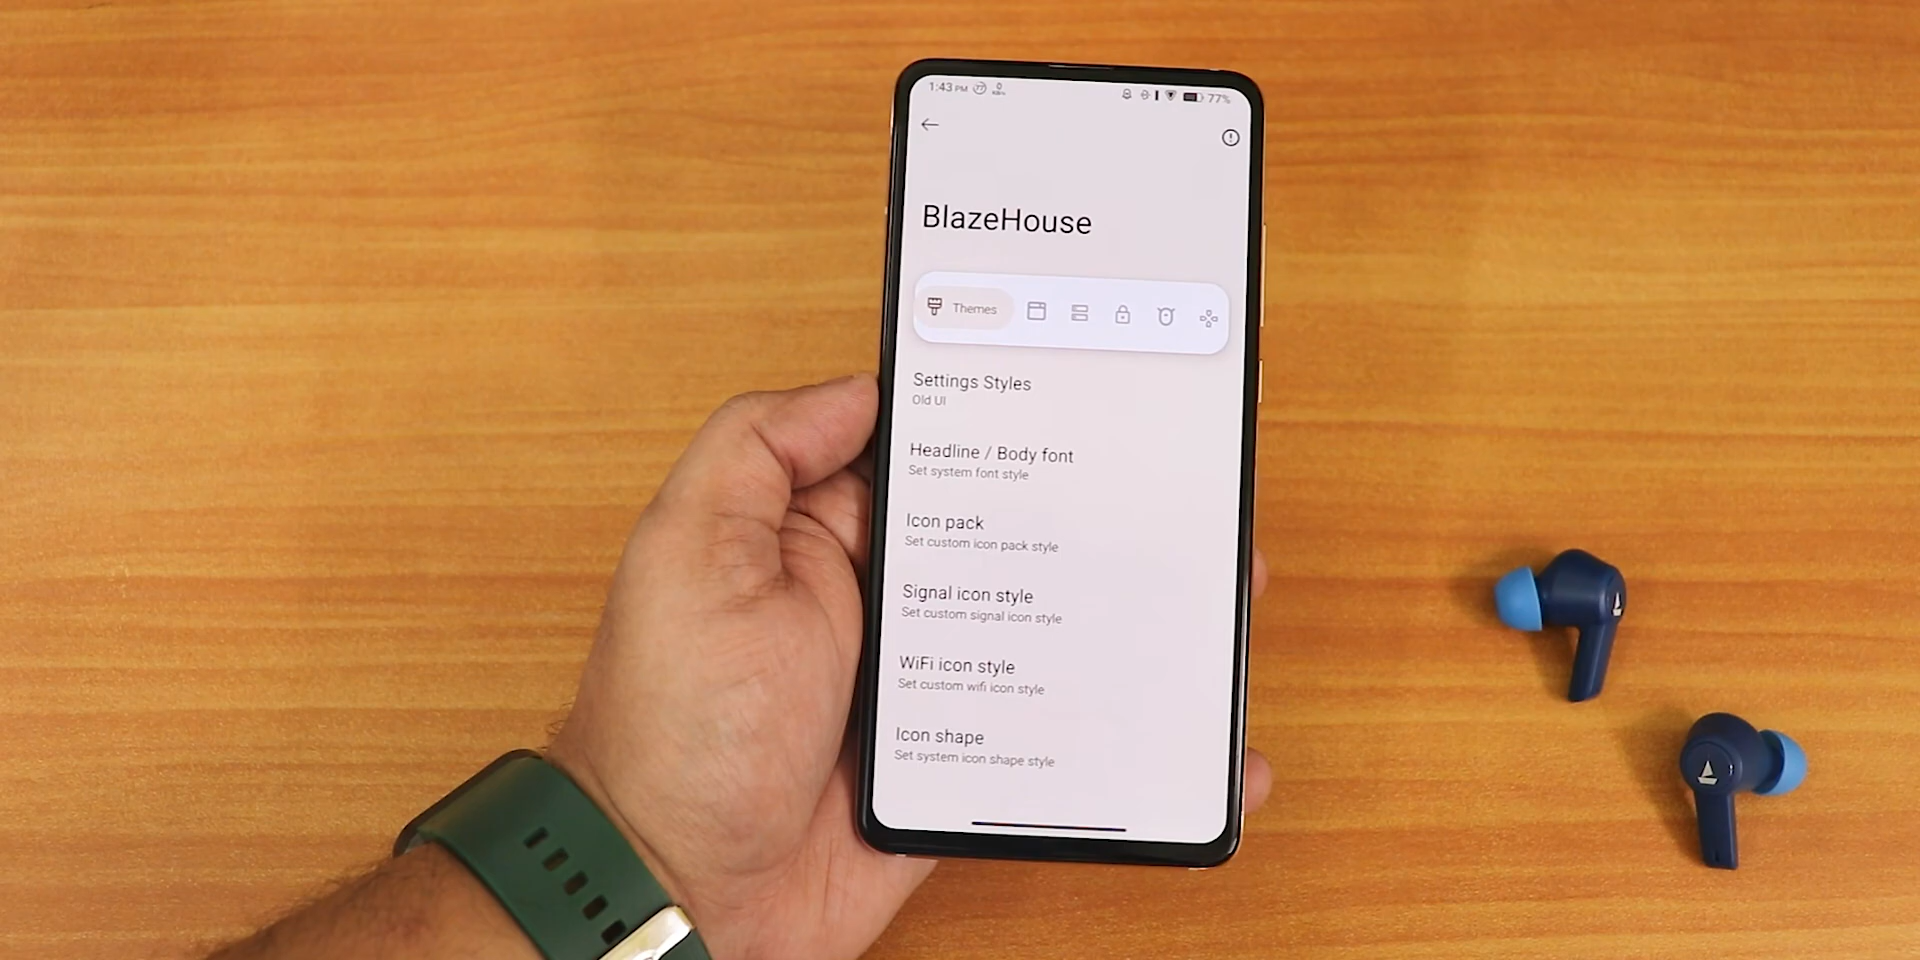 1:43 PM 77
77%
BlazeHouse
Themes
Settings Styles
Old UI
Headline / Body font
Set system font style
Icon pack
Set custom icon pack style
Signal icon style
Set custom signal icon style
WiFi icon style
Set custom wifi icon style
Icon shape
Set system icon shape style